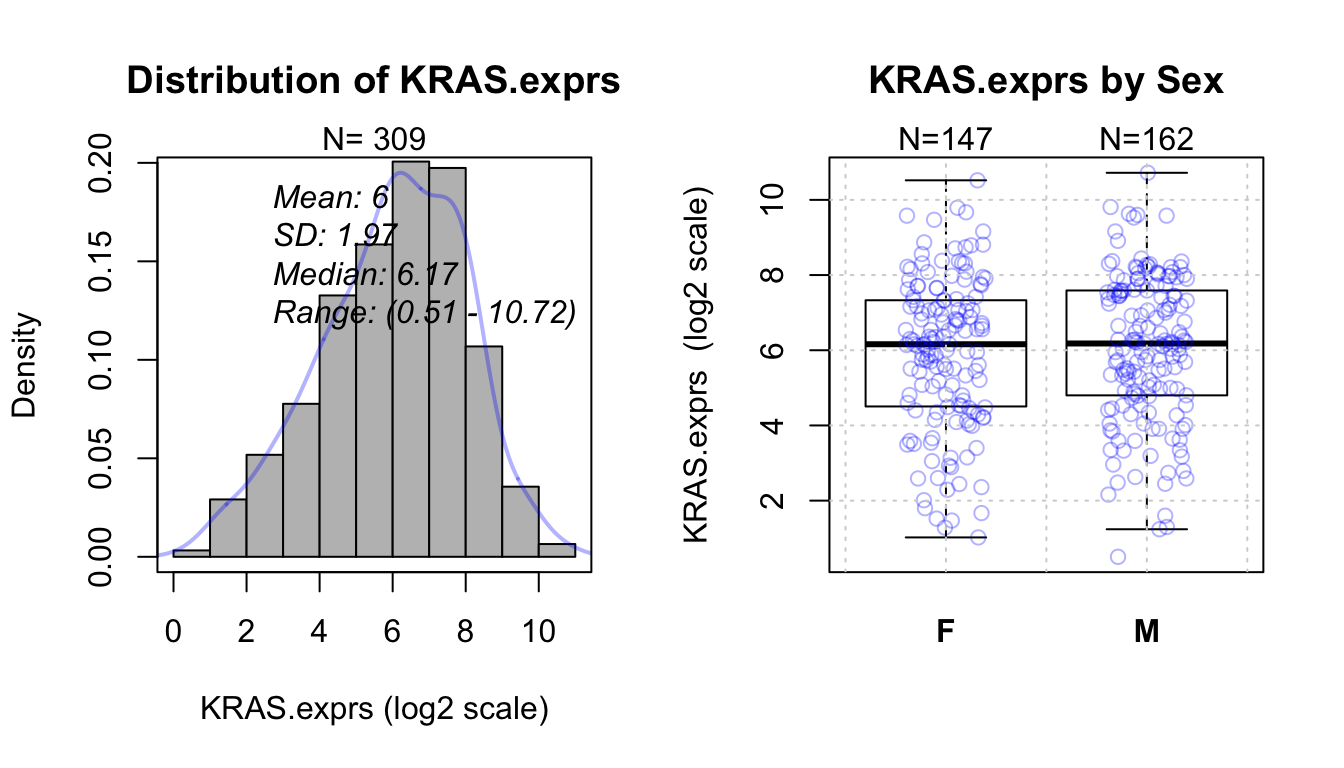 Distribution of KRAS.exprs
N= 309
Mean: 6
SD: 1.97
Median: 6.17
Range: (0.51 - 10.72)
Density
0.00
0.05
0.10
0.15
0.20
0 2 4 6 8 10
KRAS.exprs (log2 scale)
KRAS.exprs by Sex
N=147 N=162
KRAS.exprs (log2 scale)
2
4
6
8
10
F M